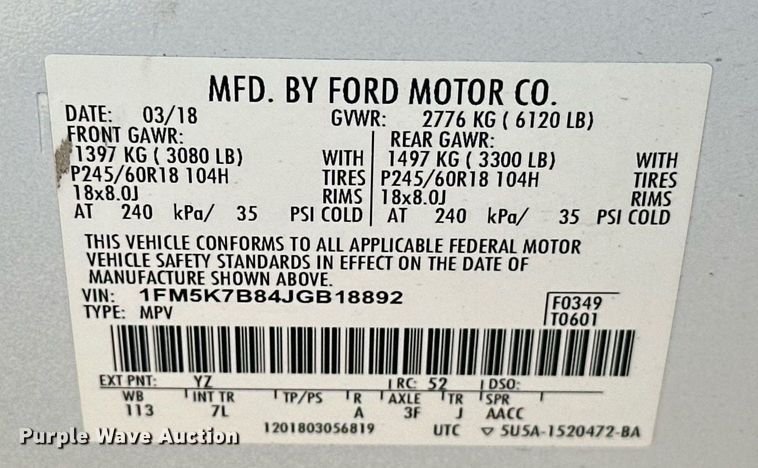 MFD. BY FORD MOTOR CO.
DATE: 03/18 GVWR: 2776 KG ( 6120 LB)
FRONT GAWR: REAR GAWR:
1397 KG ( 3080 LB) WITH 1497 KG ( 3300 LB) WITH
P245/60R18 104H TIRES P245/60R18 104H TIRES
18x8.0J RIMS 18x8.0J RIMS
AT 240 kPa/ 35 PSI COLD AT 240 kPa/ 35 PSI COLD
THIS VEHICLE CONFORMS TO ALL APPLICABLE FEDERAL MOTOR
VEHICLE SAFETY STANDARDS IN EFFECT ON THE DATE OF
MANUFACTURE SHOWN ABOVE.
VIN: 1FM5K7B84JGB18892 F0349
TYPE: MPV T0601
EXT PNT: YZ RC: 52 DSO:
WB INT TR TP/PS R AXLE TR SPR
113 7L A 3F J AACC
1201803056819 UTC ▽ 5U5A-1520472-BA
Purple Wave Auction